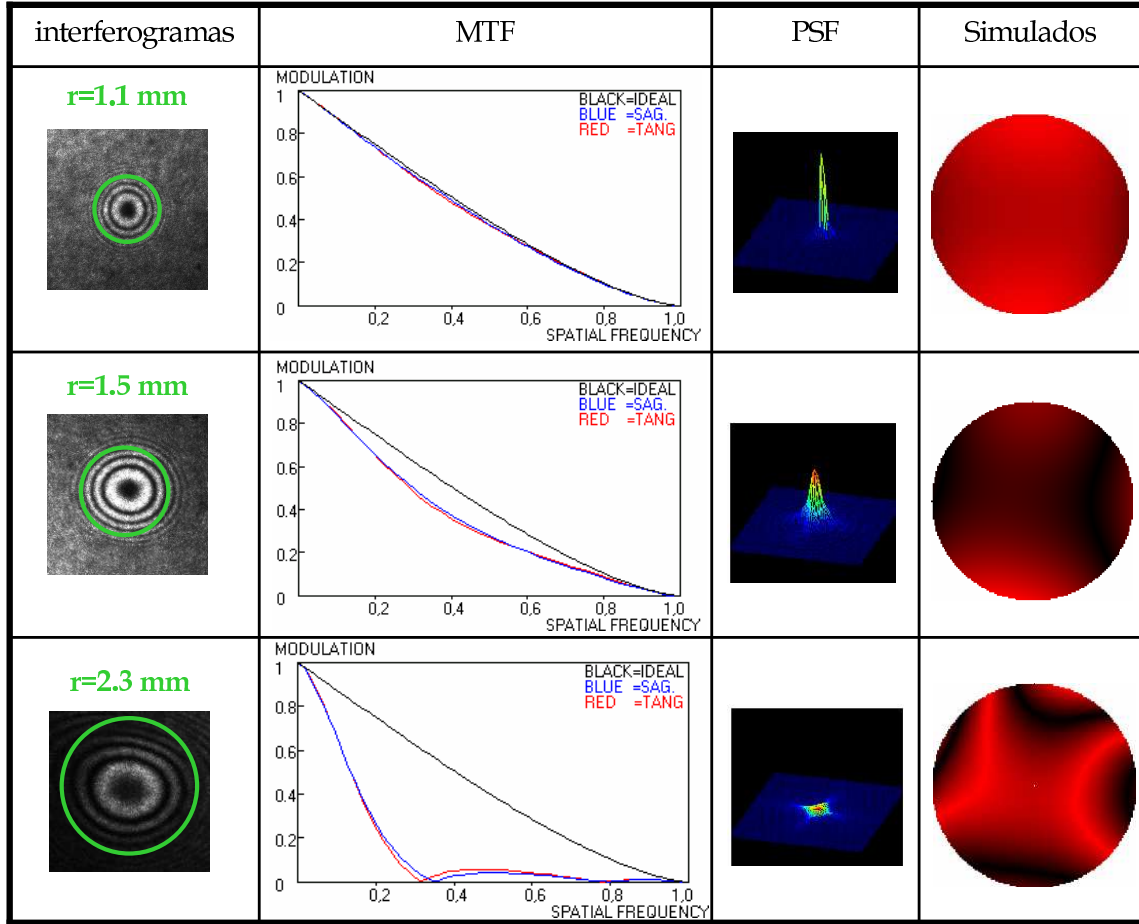 interferogramas
MTF
PSF
Simulados
r=1.1 mm
MODULATION
BLACK=IDEAL
BLUE =SAG.
RED =TANG
1
0.8
0.6
0.4
0.2
0
0,2
0,4
0,6
0,8
1,0
SPATIAL FREQUENCY
r=1.5 mm
MODULATION
BLACK=IDEAL
BLUE =SAG.
RED =TANG
1
0.8
0.6
0.4
0.2
0
0,2
0,4
0,6
0,8
1,0
SPATIAL FREQUENCY
r=2.3 mm
MODULATION
BLACK=IDEAL
BLUE =SAG.
RED =TANG
1
0.8
0.6
0.4
0.2
0
0,2
0,4
0,6
0,8
1,0
SPATIAL FREQUENCY